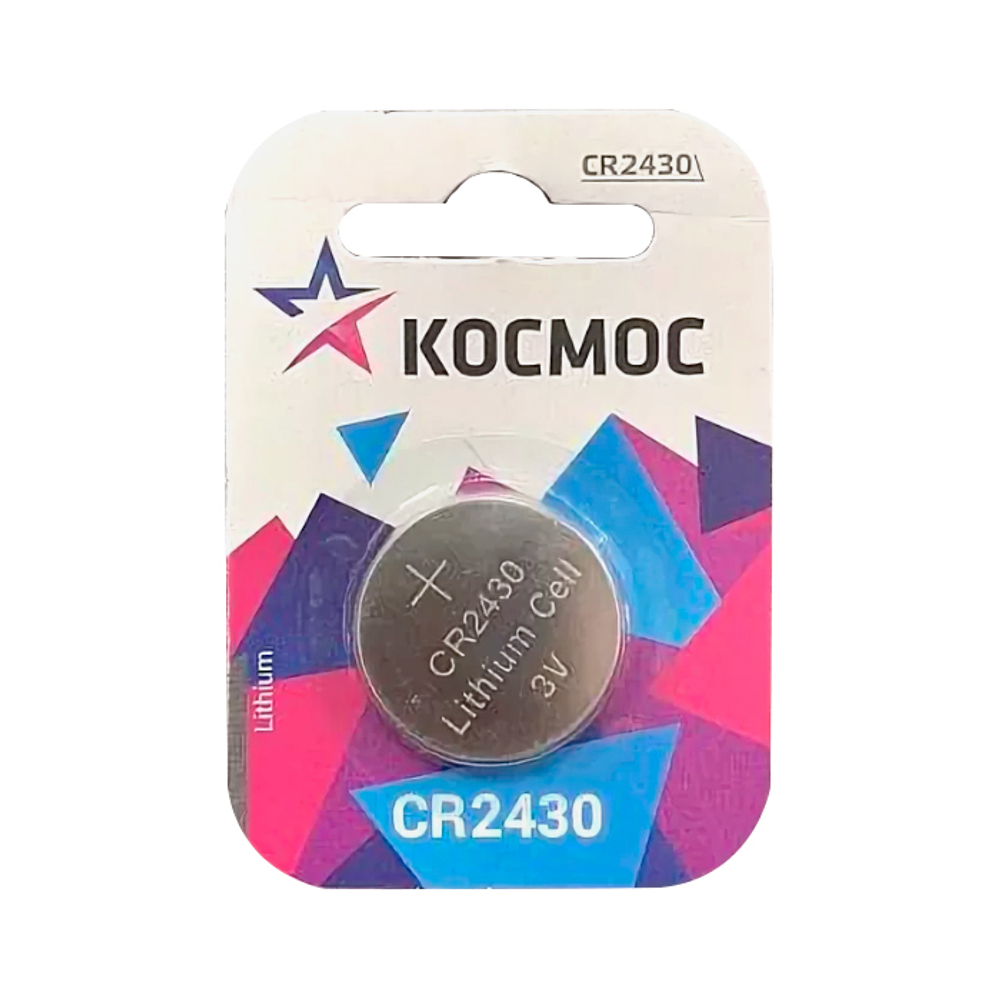 CR2430
КОСМОС
+
CR2430
Lithium Cell
3V
Lithium
CR2430